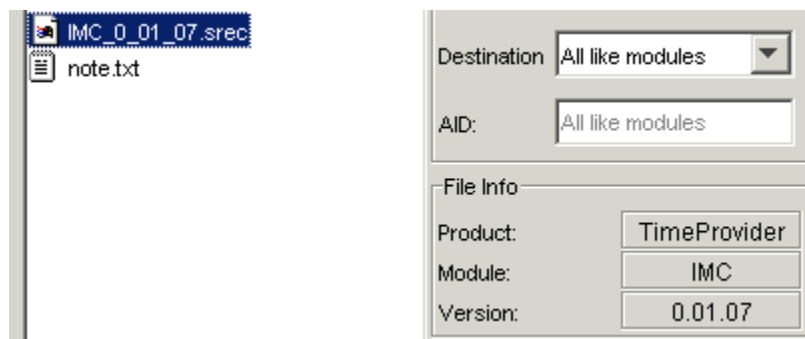 IMC_0_01_07.srec
note.txt
Destination All like modules
AID: All like modules
File Info
Product: TimeProvider
Module: IMC
Version: 0.01.07